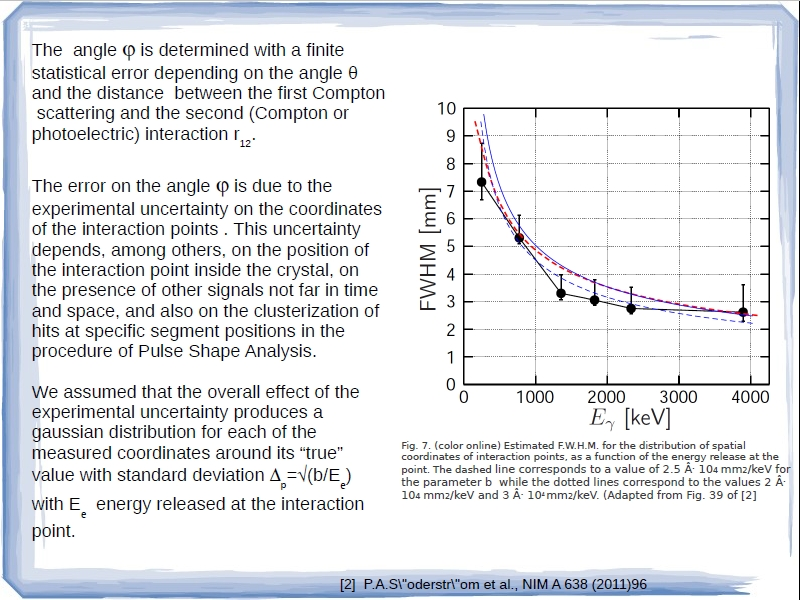 The  angle φ is determined with a finite
statistical error depending on the angle θ
and the distance  between the first Compton
scattering and the second (Compton or
photoelectric) interaction r12.
The error on the angle φ is due to the
experimental uncertainty on the coordinates
of the interaction points . This uncertainty
depends, among others, on the position of
the interaction point inside the crystal, on
the presence of other signals not far in time
and space, and also on the clusterization of
hits at specific segment positions in the
procedure of Pulse Shape Analysis.
We assumed that the overall effect of the
experimental uncertainty produces a
gaussian distribution for each of the
measured coordinates around its “true”
value with standard deviation Δp=√(b/Ee)
with Ee  energy released at the interaction
point.
FWHM [mm]
10
9
8
7
6
5
4
3
2
1
0
0 1000 2000 3000 4000
Eγ [keV]
Fig. 7. (color online) Estimated F.W.H.M. for the distribution of spatial
coordinates of interaction points, as a function of the energy release at the
point. The dashed line corresponds to a value of 2.5 Â· 104 mm2/keV for
the parameter b  while the dotted lines correspond to the values 2 Â·
104 mm2/keV and 3 Â· 104 mm2/keV. (Adapted from Fig. 39 of [2]
[2]  P.A.S\"oderstr\"om et al., NIM A 638 (2011)96